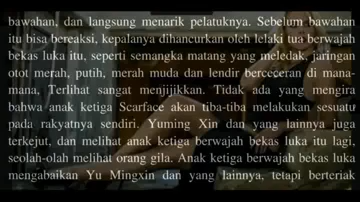 bawahan, dan langsung menarik pelatuknya. Sebelum bawahan
itu bisa bereaksi, kepalanya dihancurkan oleh lelaki tua berwajah
bekas luka itu, seperti semangka matang yang meledak, jaringan
otot merah, putih, merah muda dan lendir berceceran di mana-
mana, Terlihat sangat menjijikkan. Tidak ada yang mengira
bahwa anak ketiga Scarface akan tiba-tiba melakukan sesuatu
pada rakyatnya sendiri. Yuming Xin dan yang lainnya juga
terkejut, dan melihat anak ketiga berwajah bekas luka itu lagi,
seolah-olah melihat orang gila. Anak ketiga berwajah bekas luka
mengabaikan Yu Mingxin dan yang lainnya, tetapi berteriak